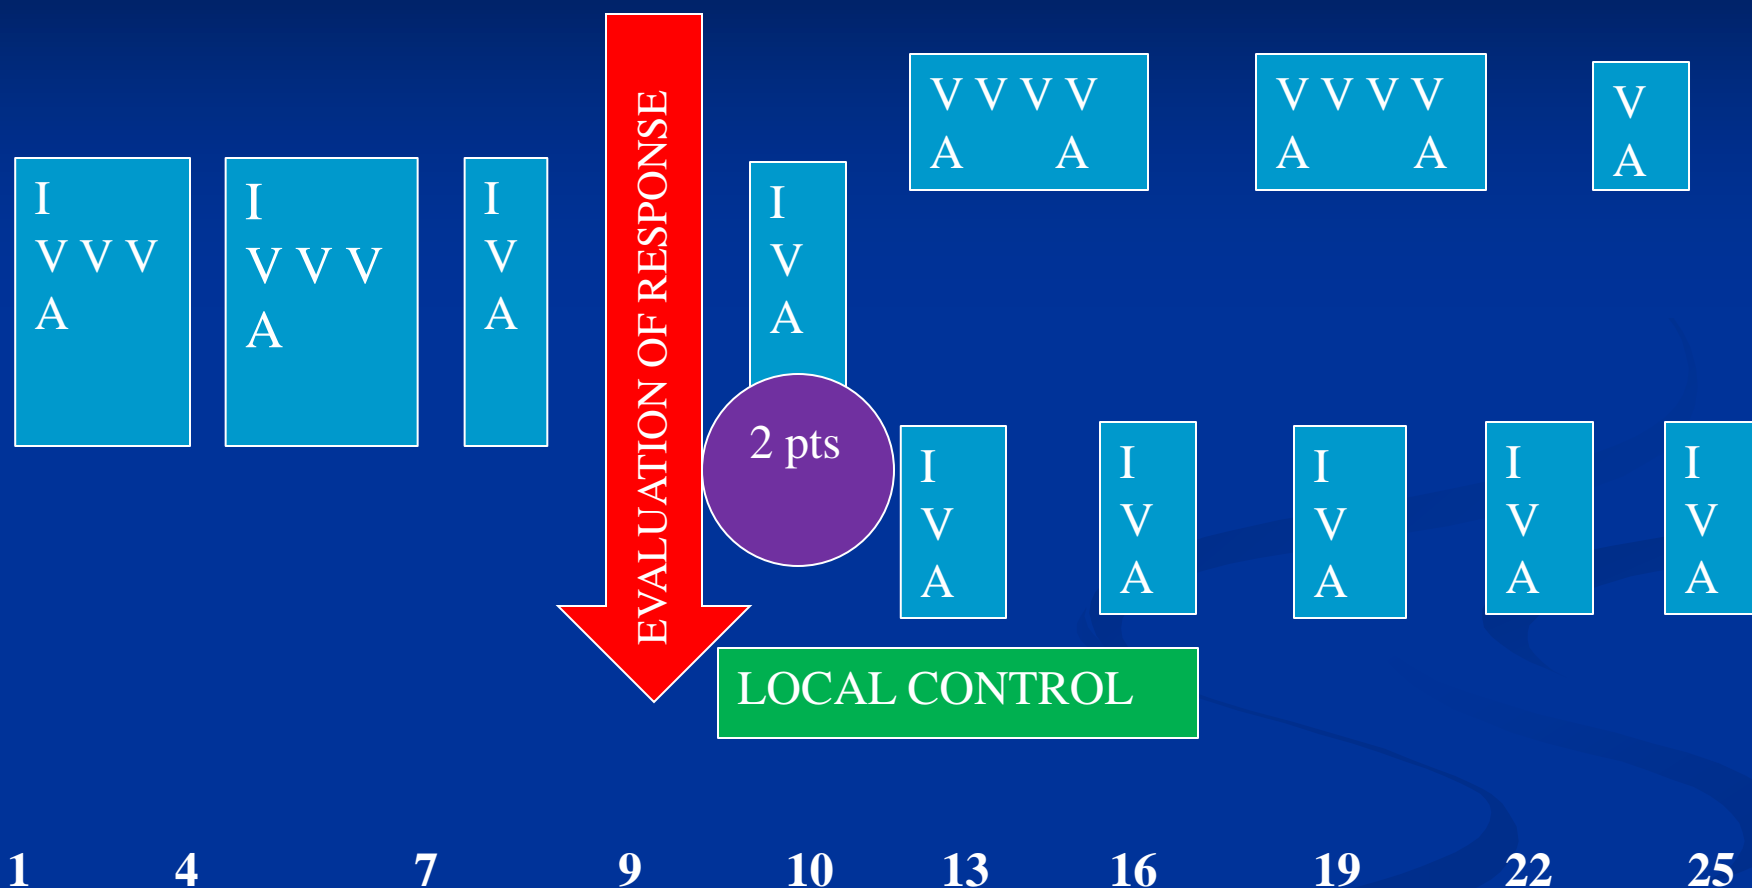 I
V V V
A
I
V V V
A
I
V
A
EVALUATION OF RESPONSE
I
V
A
2 pts
V V V V
A A
V V V V
A A
V
A
I
V
A
I
V
A
I
V
A
I
V
A
I
V
A
LOCAL CONTROL
1 4 7 9 10 13 16 19 22 25